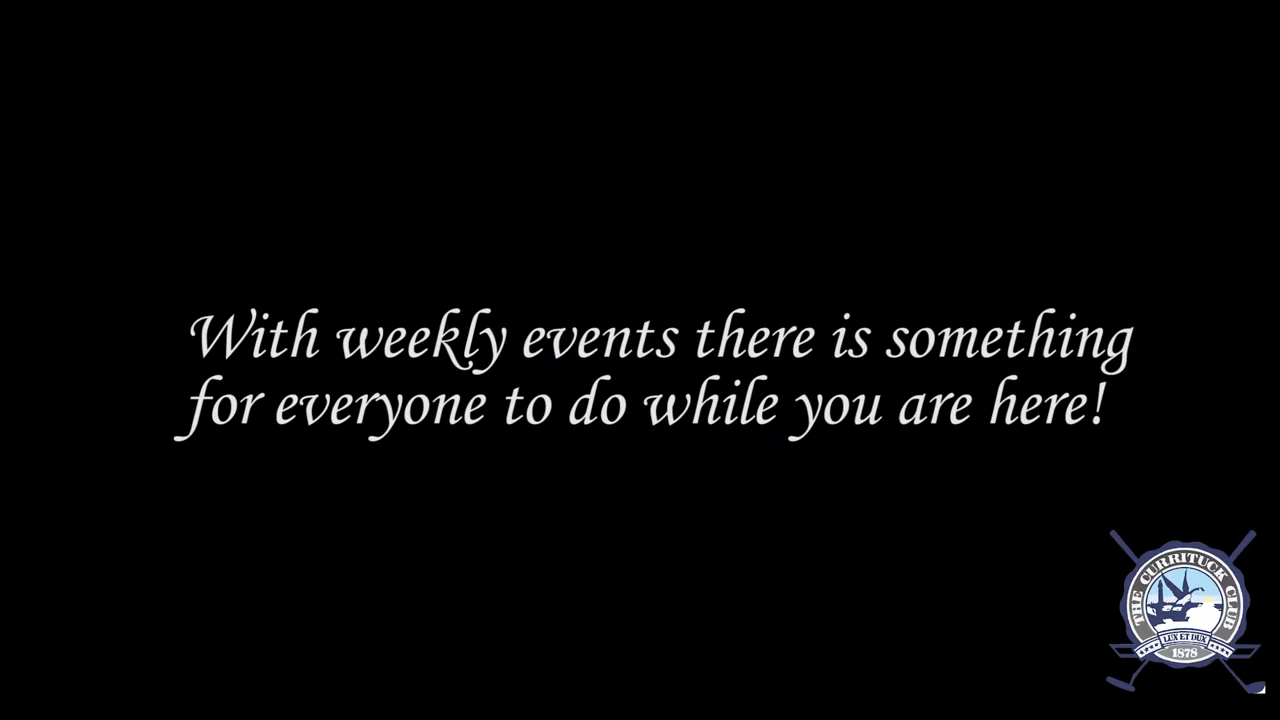 With weekly events there is something
for everyone to do while you are here!
THE CURRITUCK CLUB
LUX ET DUX
1878